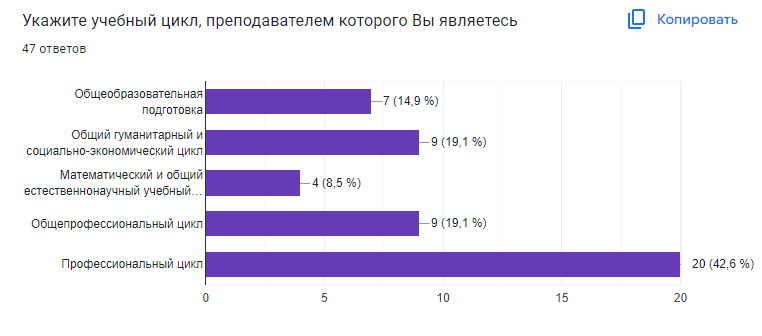 Укажите учебный цикл, преподавателем которого Вы являетесь
Копировать
47 ответов
Общеобразовательная
подготовка
7 (14,9 %)
Общий гуманитарный и
социально-экономический цикл
9 (19,1 %)
Математический и общий
естественнонаучный учебный…
4 (8,5 %)
Общепрофессиональный цикл
9 (19,1 %)
Профессиональный цикл
20 (42,6 %)
0 5 10 15 20